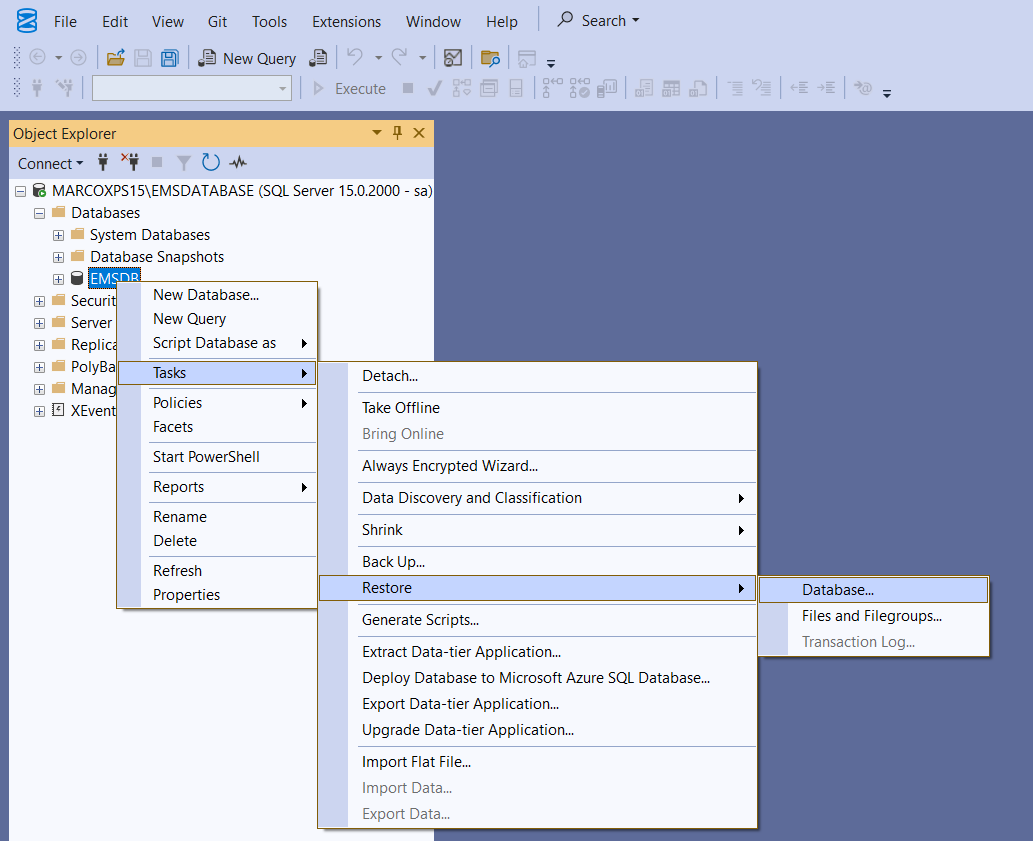 File Edit View Git Tools Extensions Window Help Search
New Query
Execute
Object Explorer
Connect
MARCOXPS15\EMSDATABASE (SQL Server 15.0.2000 - sa)
Databases
System Databases
Database Snapshots
EMSDB
Securit
Server
Replica
PolyBa
Manag
XEvent
New Database...
New Query
Script Database as
Tasks
Policies
Facets
Start PowerShell
Reports
Rename
Delete
Refresh
Properties
Detach...
Take Offline
Bring Online
Always Encrypted Wizard...
Data Discovery and Classification
Shrink
Back Up...
Restore
Generate Scripts...
Extract Data-tier Application...
Deploy Database to Microsoft Azure SQL Database...
Export Data-tier Application...
Upgrade Data-tier Application...
Import Flat File...
Import Data...
Export Data...
Database...
Files and Filegroups...
Transaction Log...